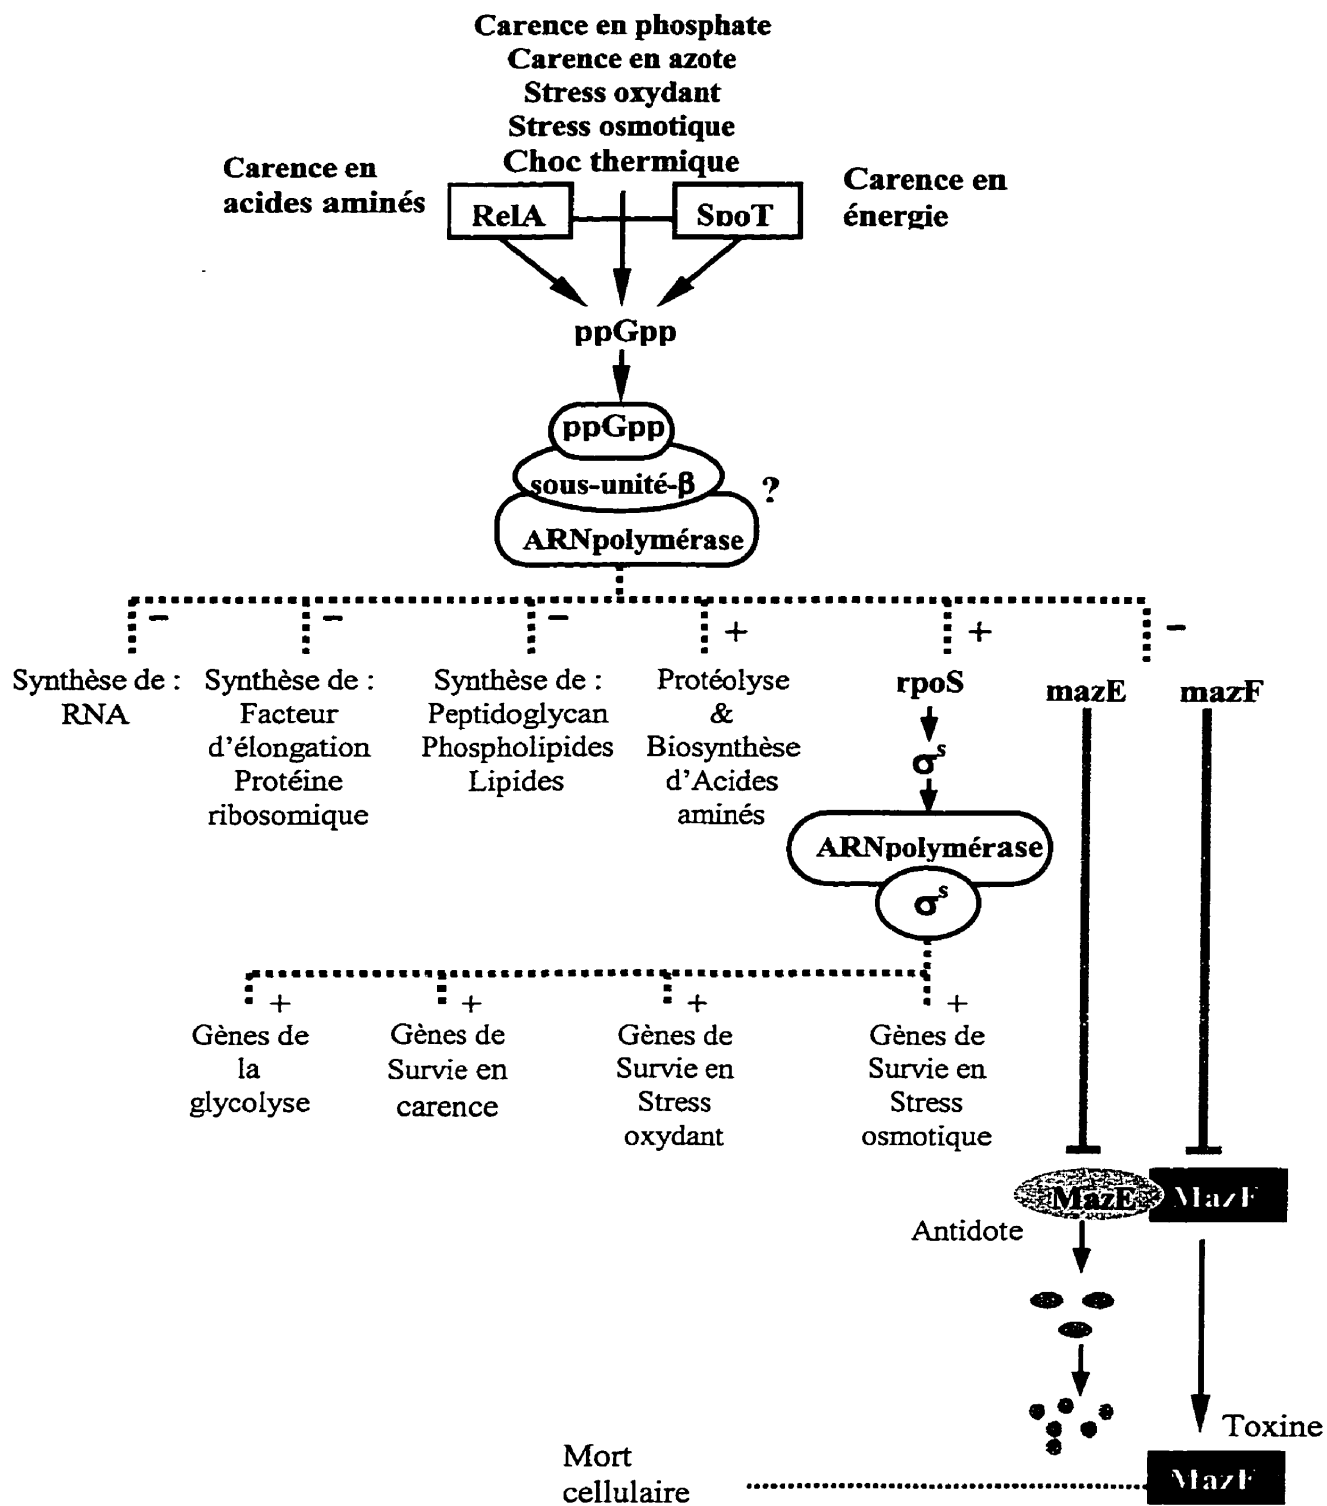 Carence en phosphate
Carence en azote
Stress oxydant
Stress osmotique
Choc thermique
Carence en
acides aminés
RelA
SpoT
Carence en
énergie
ppGpp
ppGpp
sous-unité-β
?
ARNpolymérase
− − − + + −
Synthèse de :
RNA
Synthèse de :
Facteur
d'élongation
Protéine
ribosomique
Synthèse de :
Peptidoglycan
Phospholipides
Lipides
Protéolyse
&
Biosynthèse
d'Acides
aminés
rpoS
σˢ
ARNpolymérase
σˢ
mazE
mazF
+ + + +
Gènes de
la
glycolyse
Gènes de
Survie en
carence
Gènes de
Survie en
Stress
oxydant
Gènes de
Survie en
Stress
osmotique
MazE
MazF
Antidote
Toxine
MazF
Mort
cellulaire